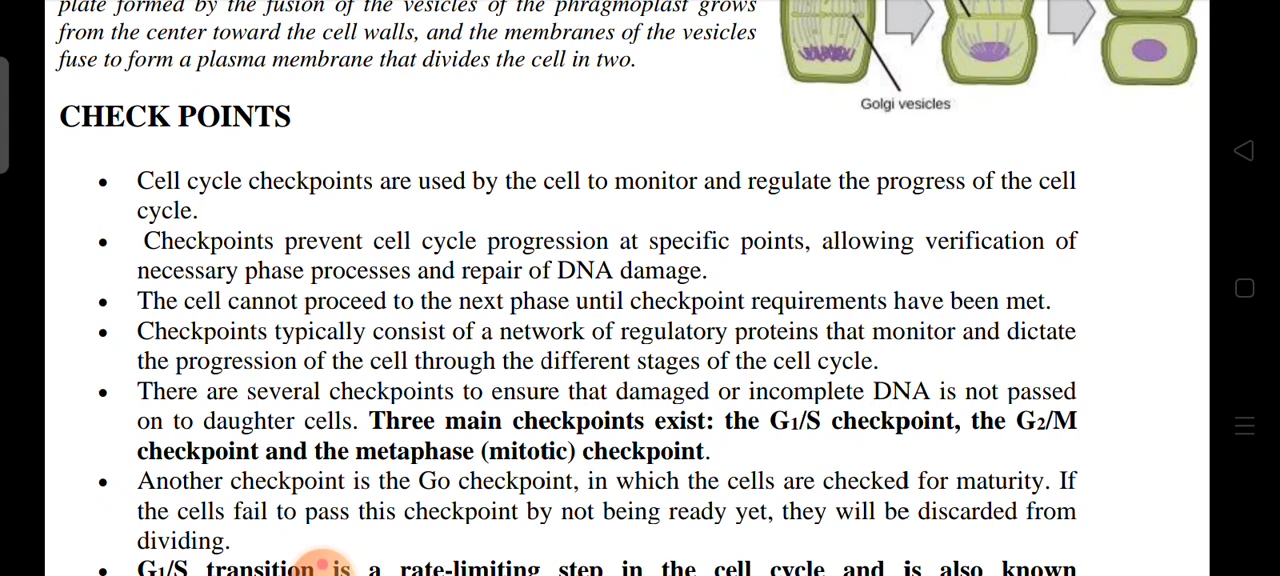 plate formed by the fusion of the vesicles of the phragmoplast grows
from the center toward the cell walls, and the membranes of the vesicles
fuse to form a plasma membrane that divides the cell in two.
Golgi vesicles
CHECK POINTS
• Cell cycle checkpoints are used by the cell to monitor and regulate the progress of the cell
cycle.
• Checkpoints prevent cell cycle progression at specific points, allowing verification of
necessary phase processes and repair of DNA damage.
• The cell cannot proceed to the next phase until checkpoint requirements have been met.
• Checkpoints typically consist of a network of regulatory proteins that monitor and dictate
the progression of the cell through the different stages of the cell cycle.
• There are several checkpoints to ensure that damaged or incomplete DNA is not passed
on to daughter cells. Three main checkpoints exist: the G1/S checkpoint, the G2/M
checkpoint and the metaphase (mitotic) checkpoint.
• Another checkpoint is the Go checkpoint, in which the cells are checked for maturity. If
the cells fail to pass this checkpoint by not being ready yet, they will be discarded from
dividing.
• G1/S transition is a rate-limiting step in the cell cycle and is also known